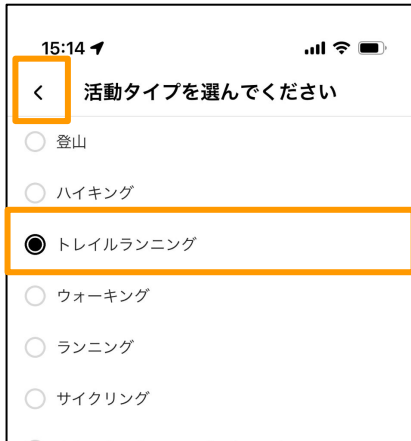 15:14
活動タイプを選んでください
登山
ハイキング
トレイルランニング
ウォーキング
ランニング
サイクリング